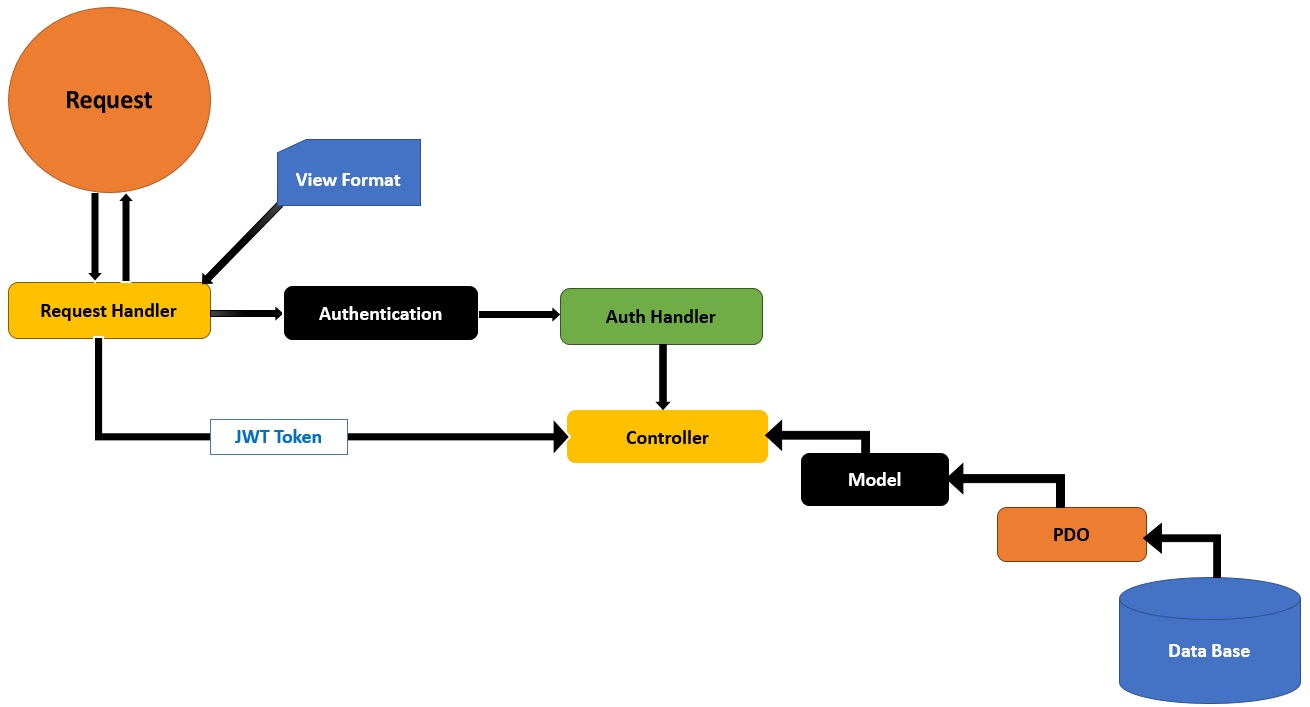 Request
View Format
Request Handler
Authentication
Auth Handler
JWT Token
Controller
Model
PDO
Data Base